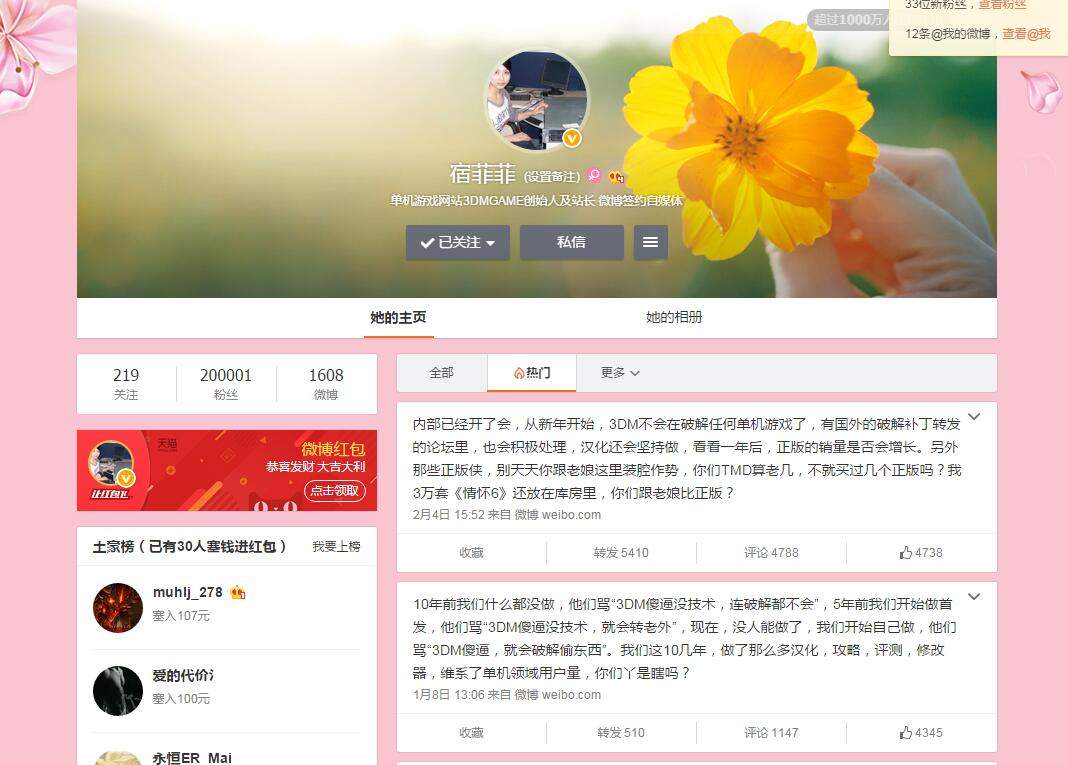 33位新粉丝，查看粉丝
超过1000万人
12条@我的微博，查看@我
宿菲菲 (设置备注)
单机游戏网站3DMGAME创始人及站长 微博签约自媒体
已关注
私信
她的主页
她的相册
219
关注
200001
粉丝
1608
微博
天猫
微博红包
恭喜发财 大吉大利
点击领取
让红包飞
土豪榜（已有30人塞钱进红包）
我要上榜
muhlj_278
塞入107元
爱的代价氵
塞入100元
永恒ER_Mai
全部
热门
更多
内部已经开了会，从新年开始，3DM不会在破解任何单机游戏了，有国外的破解补丁转发
的论坛里，也会积极处理，汉化还会坚持做，看看一年后，正版的销量是否会增长。另外
那些正版侠，别天天你跟老娘这里装腔作势，你们TMD算老几，不就买过几个正版吗？我
3万套《情怀6》还放在库房里，你们跟老娘比正版？
2月4日 15:52 来自 微博 weibo.com
收藏
转发 5410
评论 4788
4738
10年前我们什么都没做，他们骂“3DM傻逼没技术，连破解都不会”，5年前我们开始做首
发，他们骂“3DM傻逼没技术，就会转老外”，现在，没人能做了，我们开始自己做，他们
骂“3DM傻逼，就会破解偷东西”。我们这10几年，做了那么多汉化，攻略，评测，修改
器，维系了单机领域用户量，你们丫是瞎吗？
1月8日 13:06 来自 微博 weibo.com
收藏
转发 510
评论 1147
4345